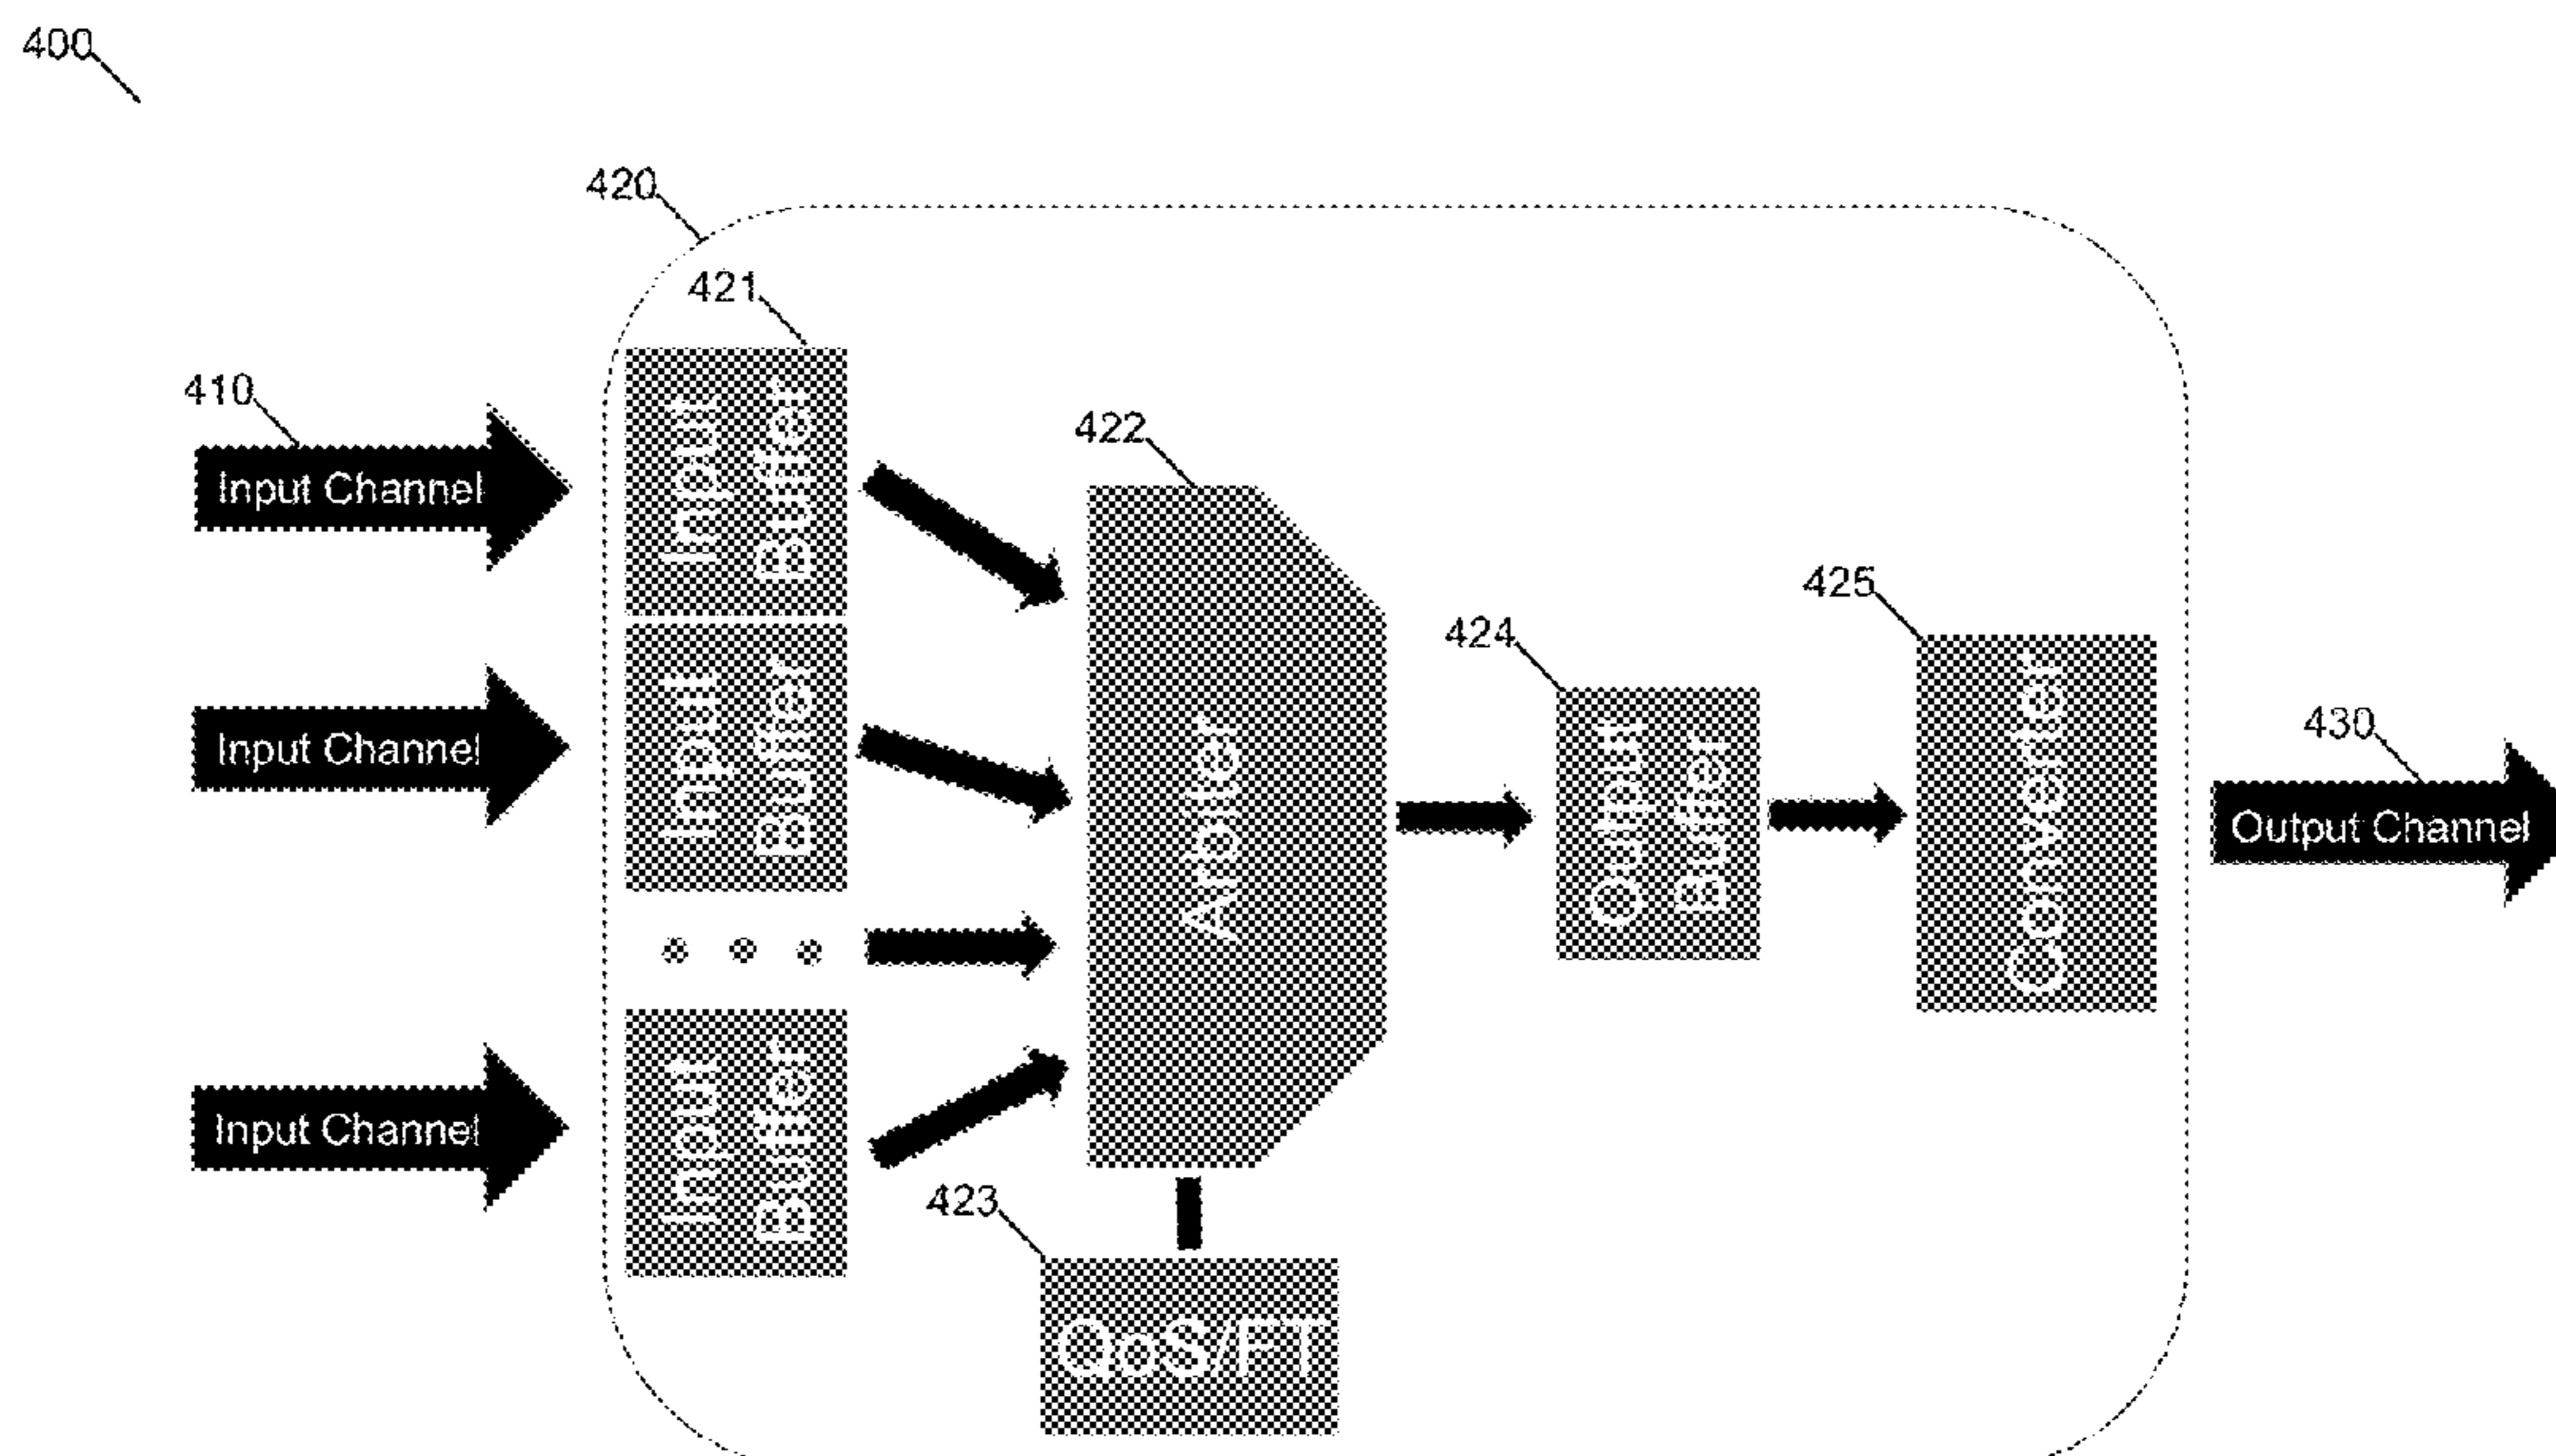 400
420
421
410
Input Channel
Input
Buffer
422
425
424
430
Input Channel
Input
Buffer
Arbiter
Output
Buffer
Converter
Output Channel
Input Channel
Input
Buffer
423
QoS/FT